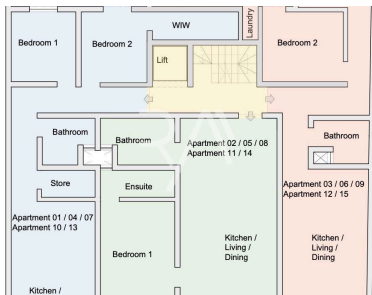 Bedroom 1
Bedroom 2
WIW
Laundry
Bedroom 2
Lift
Bathroom
Bathroom
Apartment 02 / 05 / 08
Apartment 11 / 14
Bathroom
Store
Ensuite
Apartment 03 / 06 / 09
Apartment 12 / 15
Apartment 01 / 04 / 07
Apartment 10 / 13
Bedroom 1
Kitchen /
Living /
Dining
Kitchen /
Living /
Dining
Kitchen /